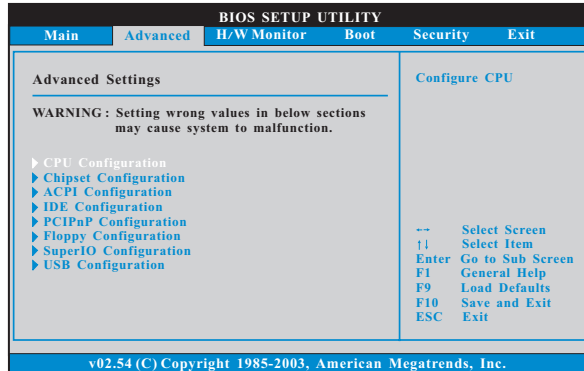 BIOS SETUP UTILITY
Main Advanced H/W Monitor Boot Security Exit
Advanced Settings
WARNING : Setting wrong values in below sections
may cause system to malfunction.
CPU Configuration
Chipset Configuration
ACPI Configuration
IDE Configuration
PCIPnP Configuration
Floppy Configuration
SuperIO Configuration
USB Configuration
Configure CPU
←→ Select Screen
↑↓ Select Item
Enter Go to Sub Screen
F1 General Help
F9 Load Defaults
F10 Save and Exit
ESC Exit
v02.54 (C) Copyright 1985-2003, American Megatrends, Inc.